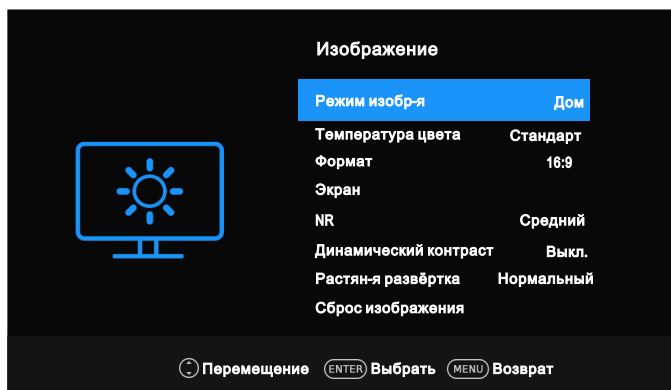 Изображение
Режим изобр-я Дом
Температура цвета Стандарт
Формат 16:9
Экран
NR Средний
Динамический контраст Выкл.
Растян-я развёртка Нормальный
Сброс изображения
Перемещение ENTER Выбрать MENU Возврат